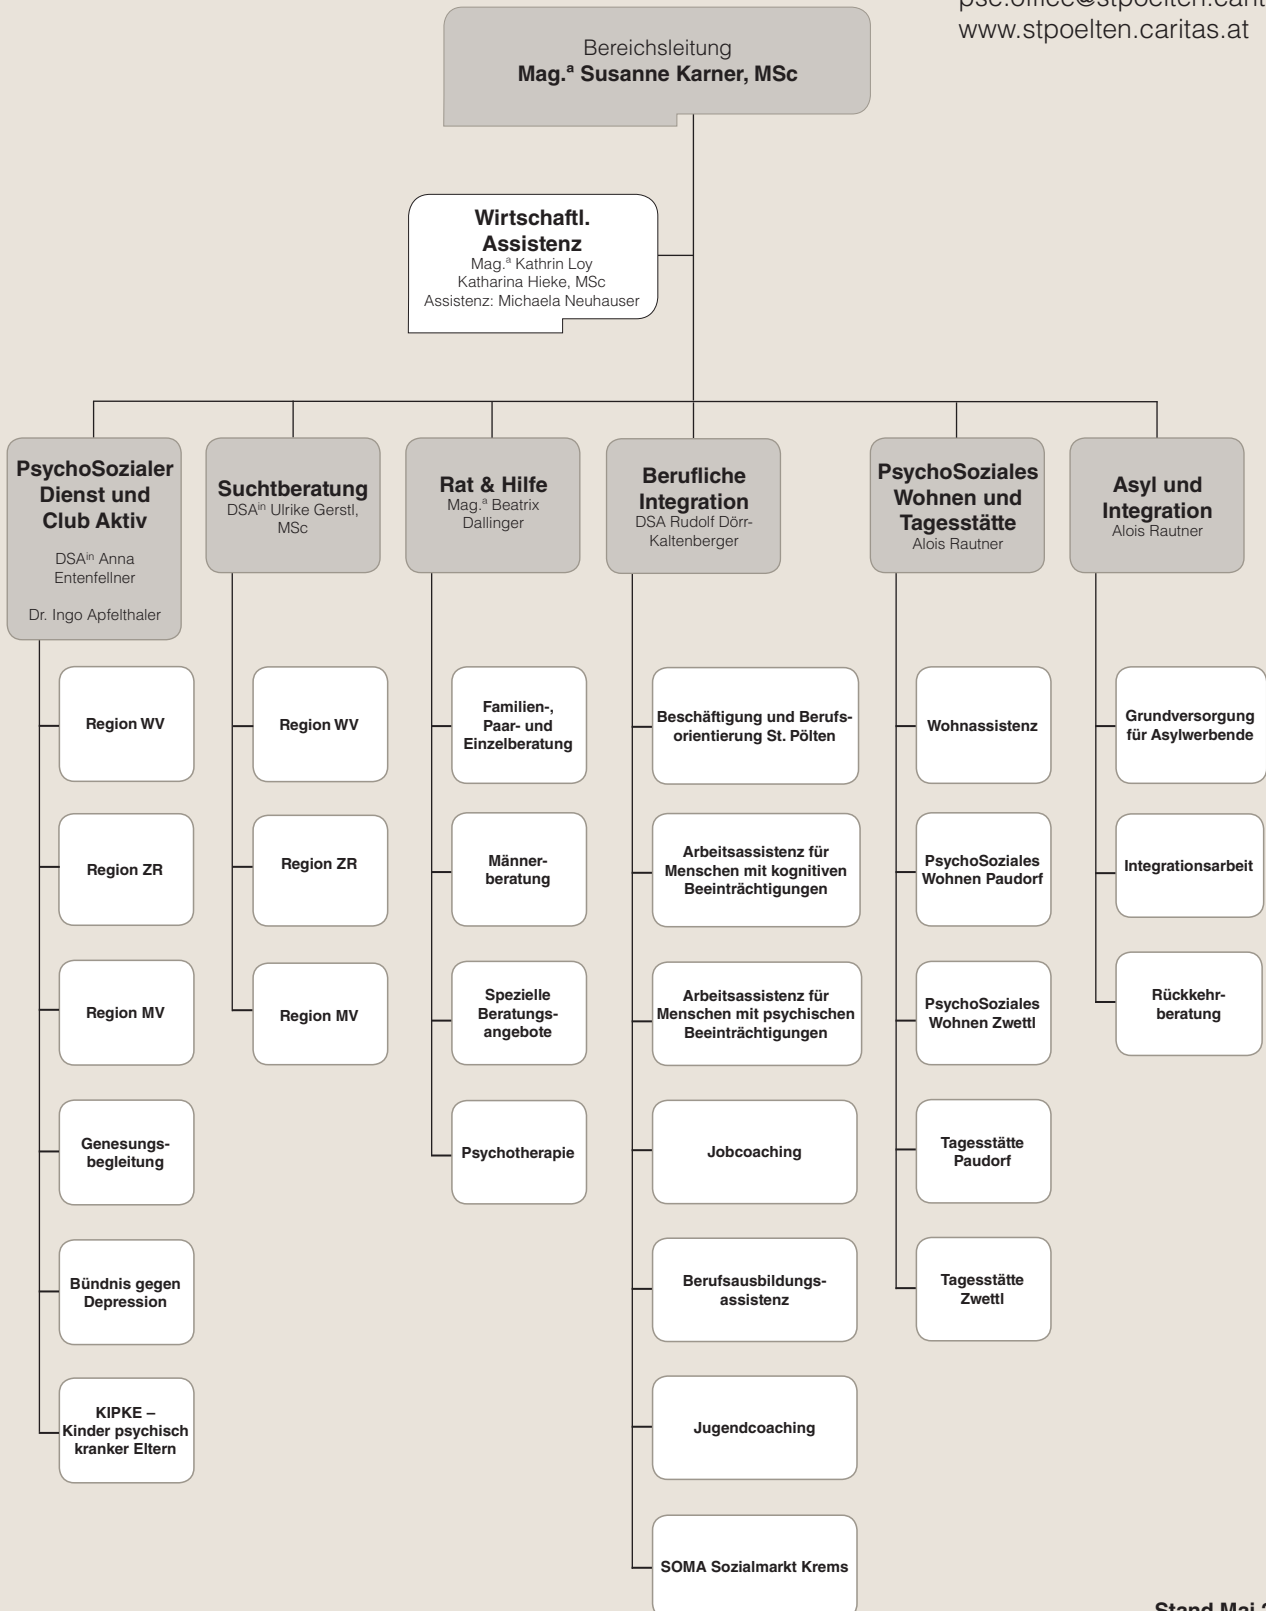 www.stpoelten.caritas.at
Bereichsleitung
Mag.ª Susanne Karner, MSc
Wirtschaftl.
Assistenz
Mag.ª Kathrin Loy
Katharina Hieke, MSc
Assistenz: Michaela Neuhauser
PsychoSozialer
Dienst und
Club Aktiv
DSAⁱⁿ Anna
Entenfellner
Dr. Ingo Apfelthaler
Region WV
Region ZR
Region MV
Genesungs-
begleitung
Bündnis gegen
Depression
KIPKE –
Kinder psychisch
kranker Eltern
Suchtberatung
DSAⁱⁿ Ulrike Gerstl,
MSc
Region WV
Region ZR
Region MV
Rat & Hilfe
Mag.ª Beatrix
Dallinger
Familien-,
Paar- und
Einzelberatung
Männer-
beratung
Spezielle
Beratungs-
angebote
Psychotherapie
Berufliche
Integration
DSA Rudolf Dörr-
Kaltenberger
Beschäftigung und Berufs-
orientierung St. Pölten
Arbeitsassistenz für
Menschen mit kognitiven
Beeinträchtigungen
Arbeitsassistenz für
Menschen mit psychischen
Beeinträchtigungen
Jobcoaching
Berufsausbildungs-
assistenz
Jugendcoaching
SOMA Sozialmarkt Krems
PsychoSoziales
Wohnen und
Tagesstätte
Alois Rautner
Wohnassistenz
PsychoSoziales
Wohnen Paudorf
PsychoSoziales
Wohnen Zwettl
Tagesstätte
Paudorf
Tagesstätte
Zwettl
Asyl und
Integration
Alois Rautner
Grundversorgung
für Asylwerbende
Integrationsarbeit
Rückkehr-
beratung
Stand Mai